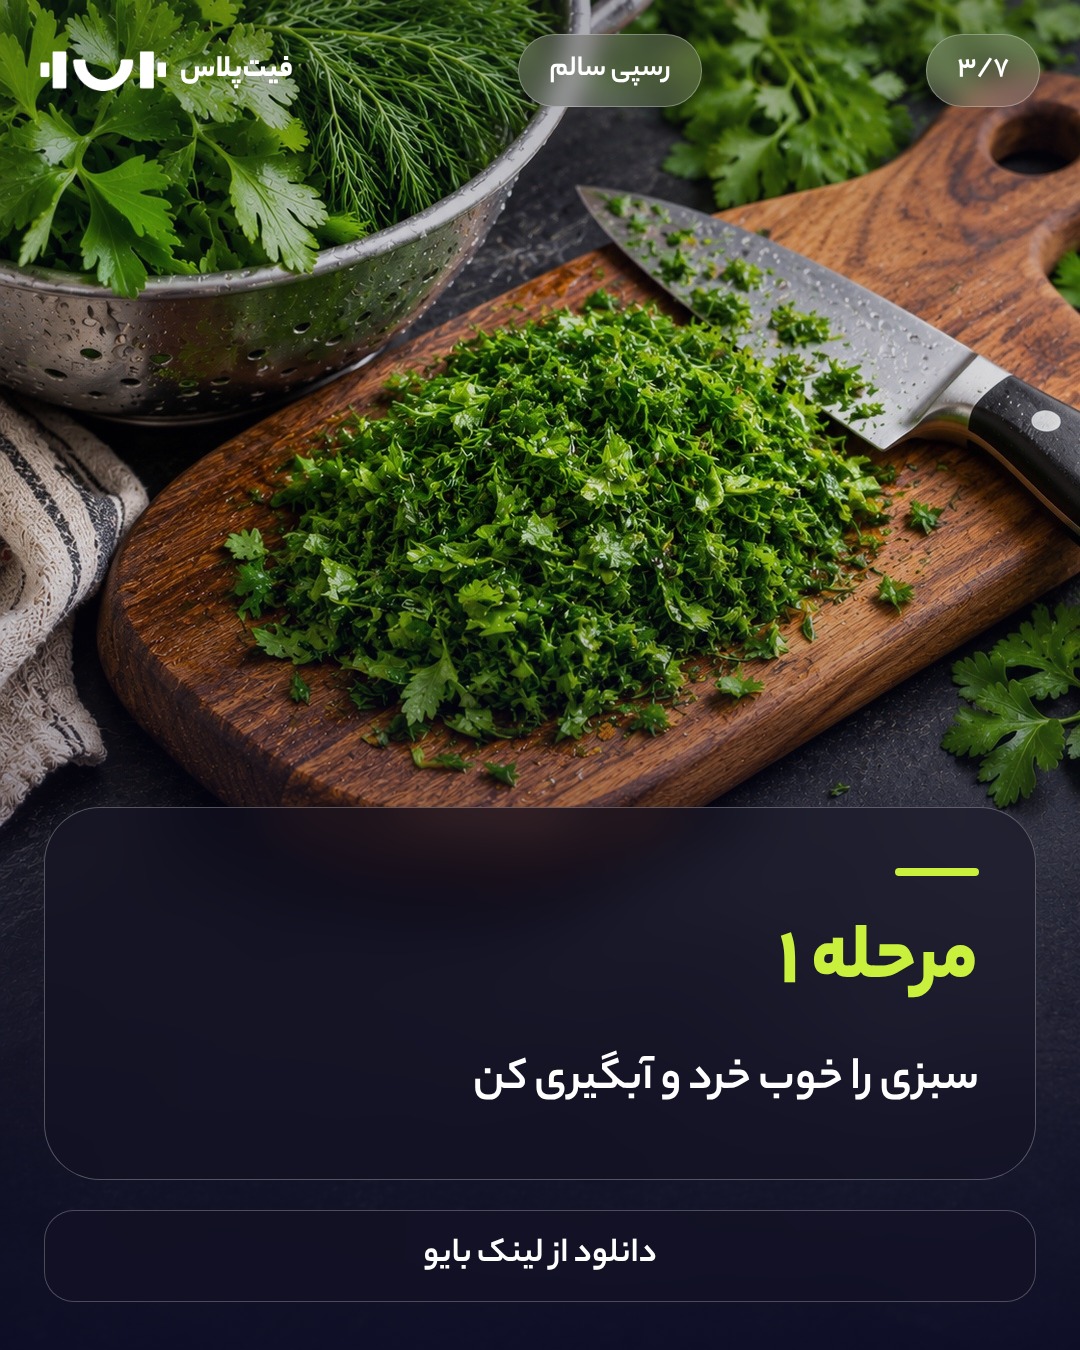 ۳/۷
رسپی سالم
فیت‌پلاس
مرحله ۱
سبزی را خوب خرد و آبگیری کن
دانلود از لینک بایو